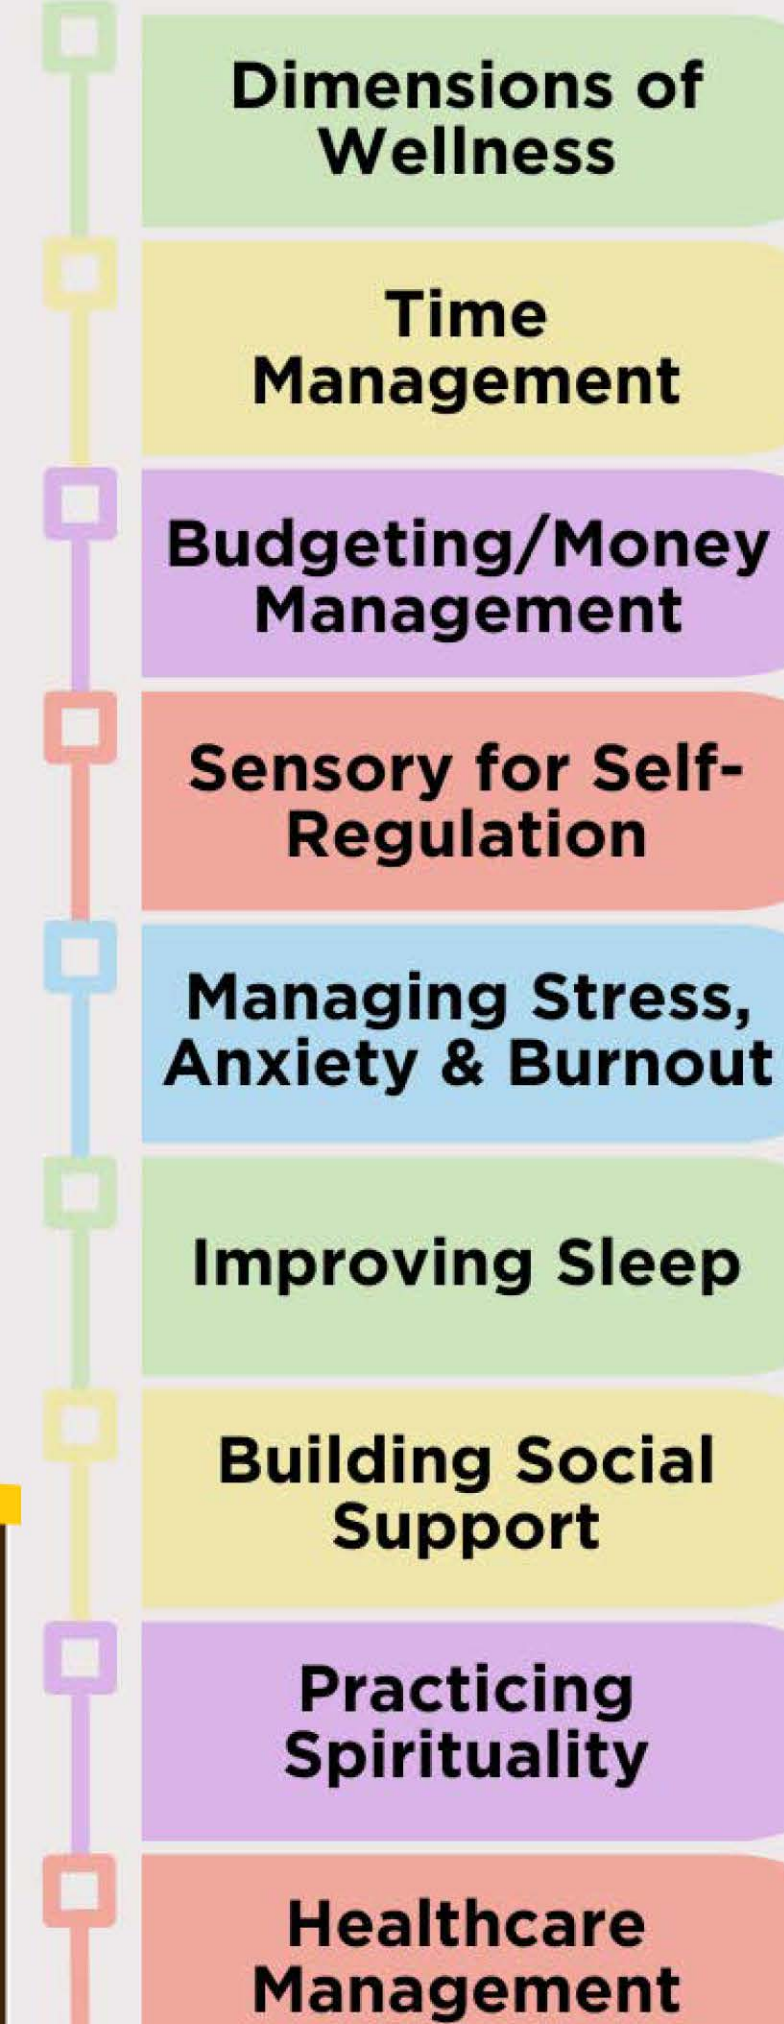 Dimensions of
Wellness
Time
Management
Budgeting/Money
Management
Sensory for Self-
Regulation
Managing Stress,
Anxiety & Burnout
Improving Sleep
Building Social
Support
Practicing
Spirituality
Healthcare
Management